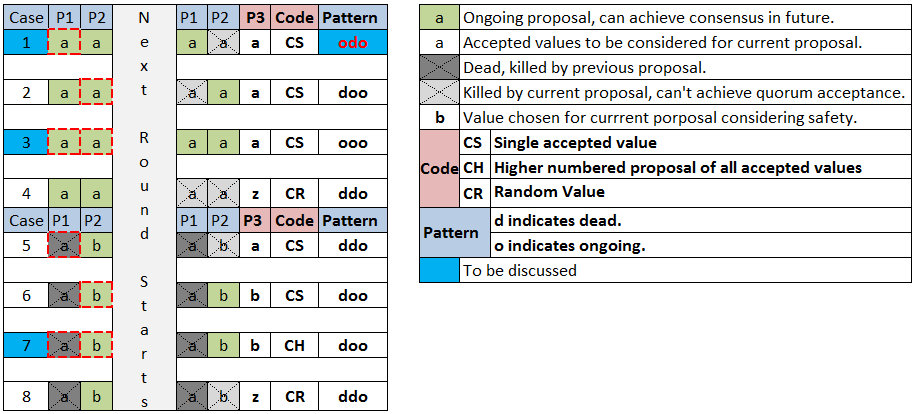 Case P1 P2 Next Round Starts P1 P2 P3 Code Pattern
1 a a a a a CS odo
2 a a a a a CS doo
3 a a a a a CS ooo
4 a a a a z CR ddo
Case P1 P2 P1 P2 P3 Code Pattern
5 a b a b a CS ddo
6 a b a b b CS doo
7 a b a b b CH doo
8 a b a b z CR ddo
a Ongoing proposal, can achieve consensus in future.
a Accepted values to be considered for current proposal.
Dead, killed by previous proposal.
Killed by current proposal, can't achieve quorum acceptance.
b Value chosen for currrent porposal considering safety.
Code
CS Single accepted value
CH Higher numbered proposal of all accepted values
CR Random Value
Pattern
d indicates dead.
o indicates ongoing.
To be discussed